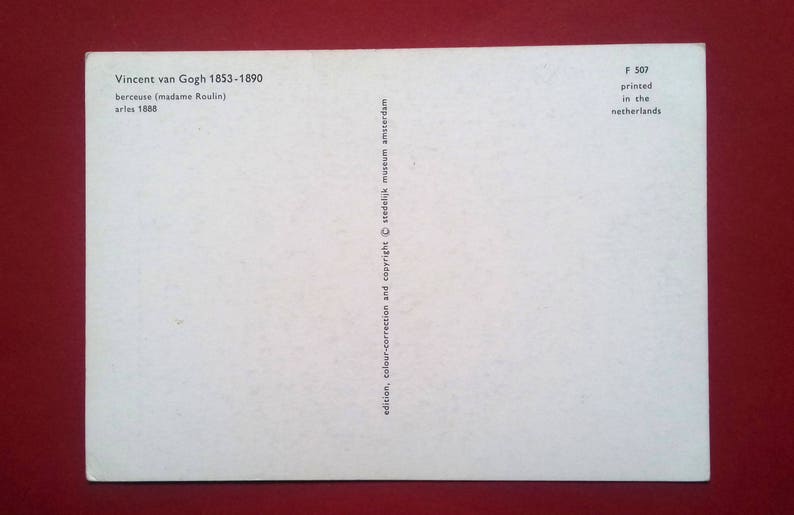 Vincent van Gogh 1853-1890
berceuse (madame Roulin)
arles 1888
edition, colour-correction and copyright © stedelijk museum amsterdam
F 507
printed
in the
netherlands